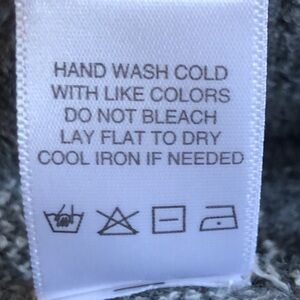 HAND WASH COLD
WITH LIKE COLORS
DO NOT BLEACH
LAY FLAT TO DRY
COOL IRON IF NEEDED